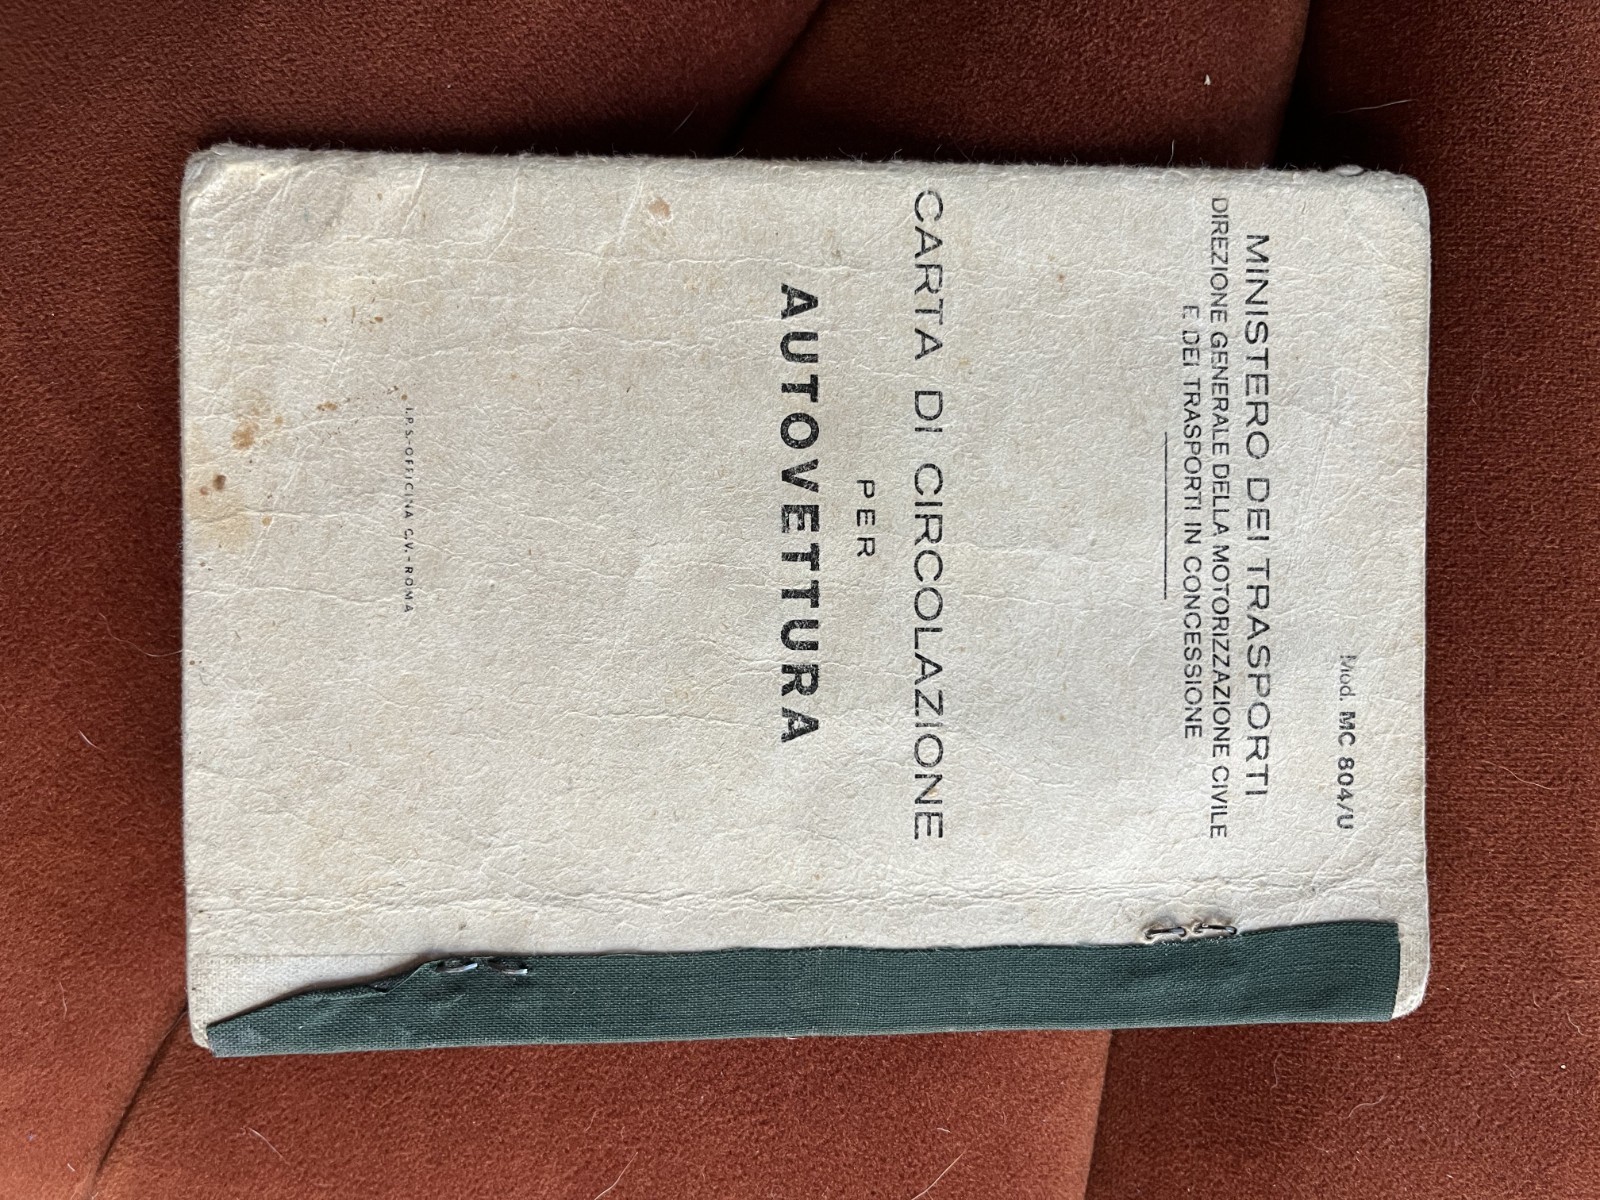 Mod. MC 804/U
MINISTERO DEI TRASPORTI
DIREZIONE GENERALE DELLA MOTORIZZAZIONE CIVILE
E DEI TRASPORTI IN CONCESSIONE
CARTA DI CIRCOLAZIONE
PER
AUTOVETTURA
I.P.S.-OFFICINA C.V.-ROMA